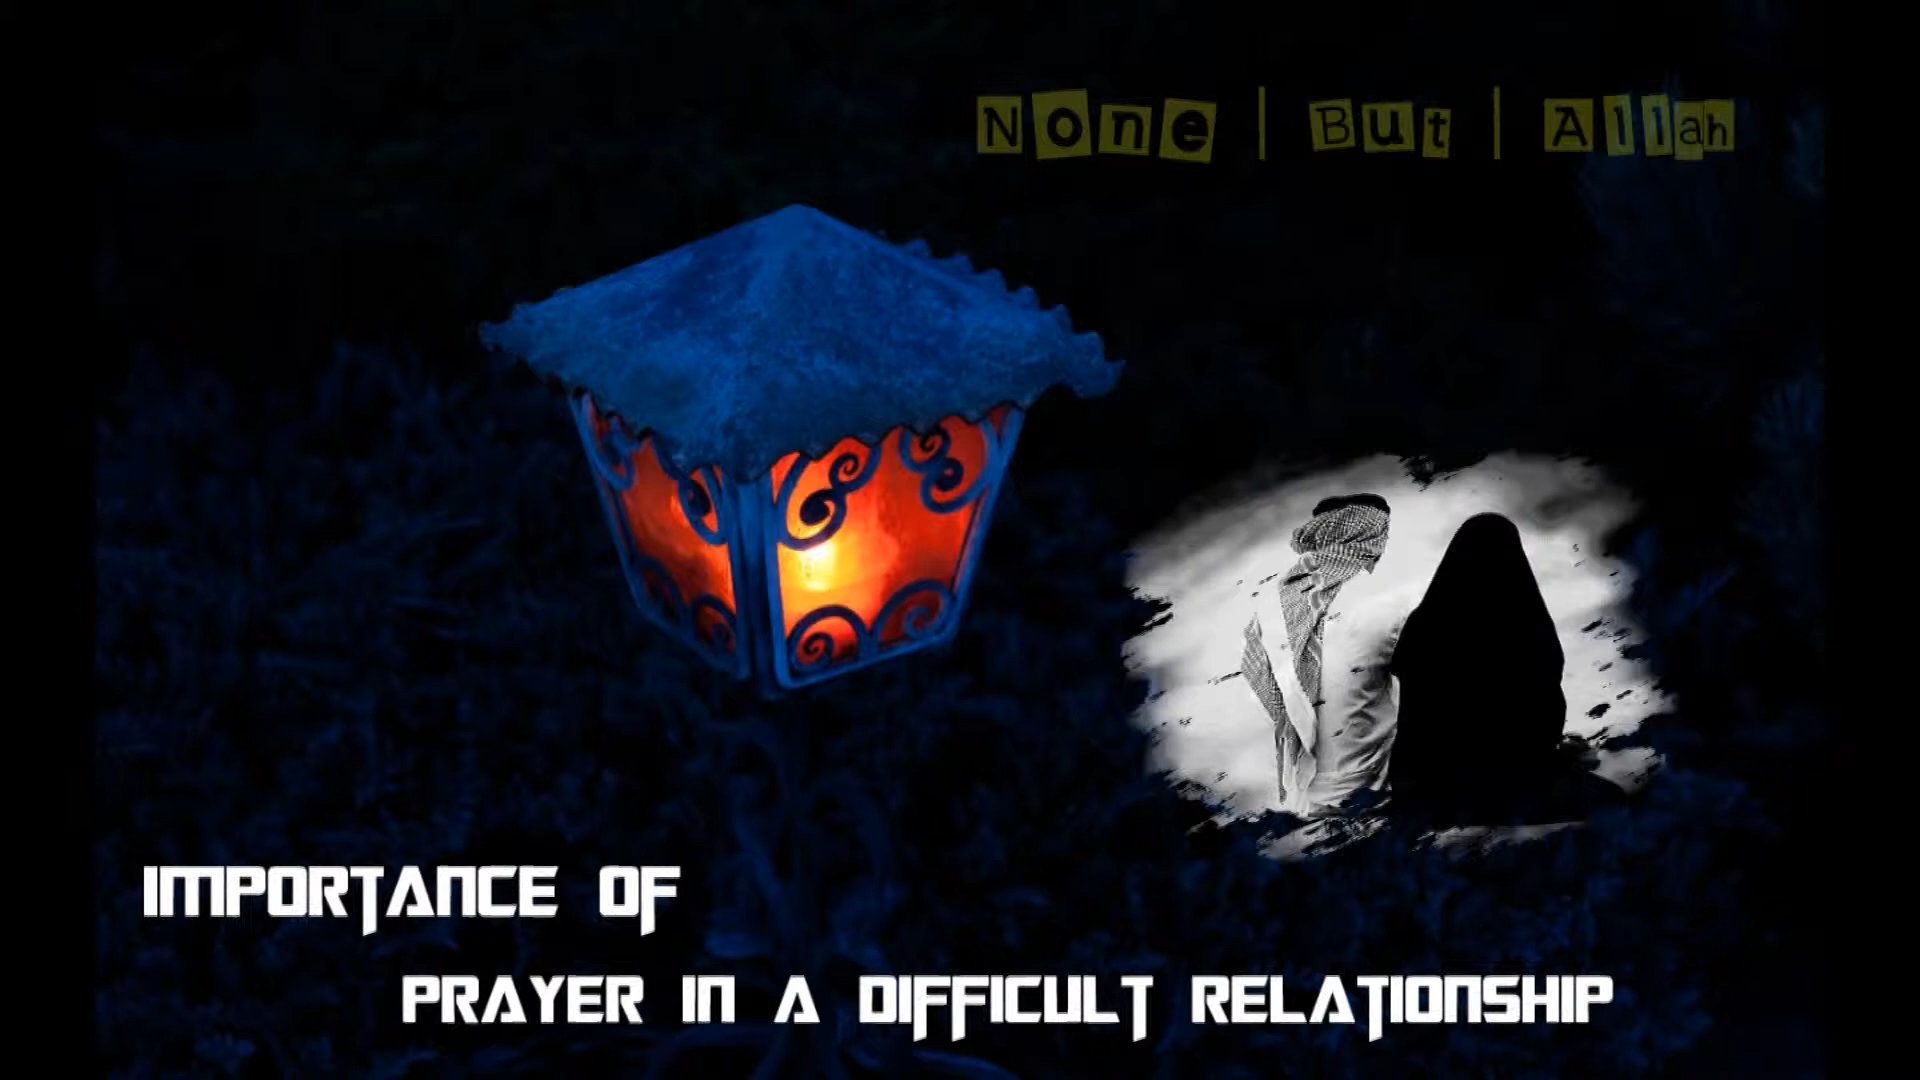 None | But | Allah
IMPORTANCE OF
PRAYER IN A DIFFICULT RELATIONSHIP